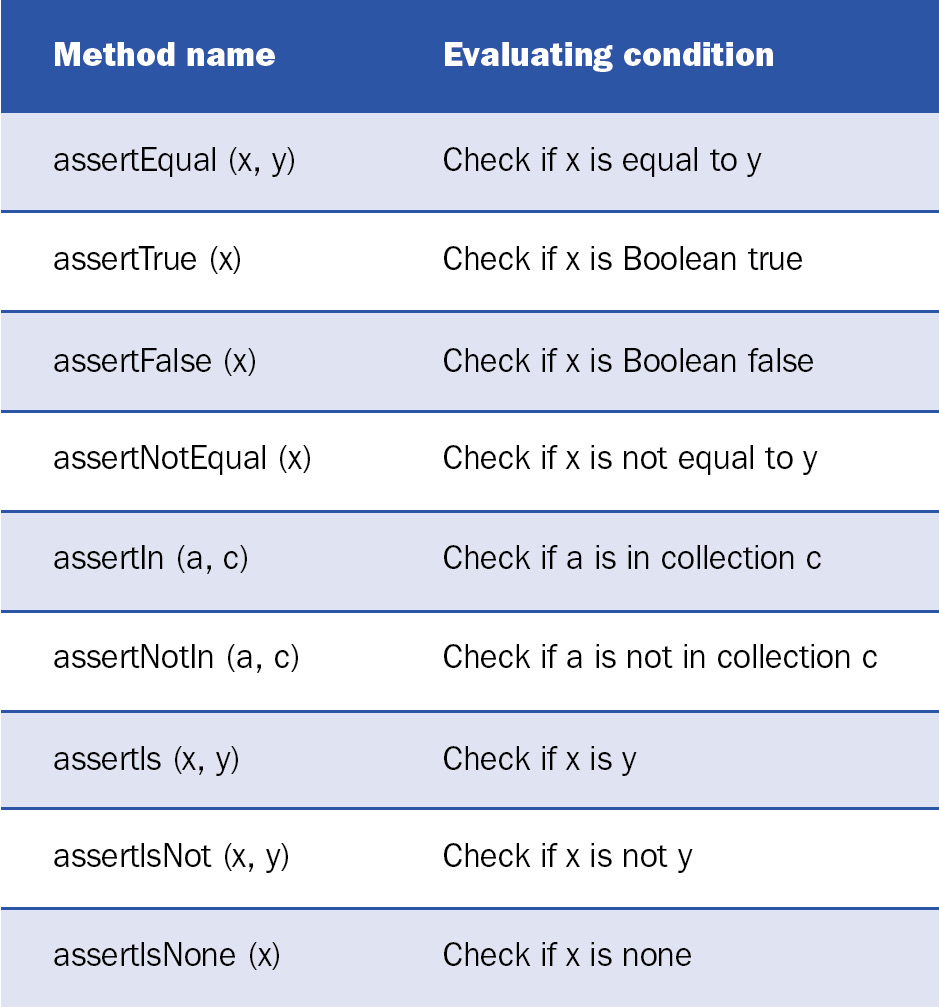 Method name Evaluating condition
assertEqual (x, y) Check if x is equal to y
assertTrue (x) Check if x is Boolean true
assertFalse (x) Check if x is Boolean false
assertNotEqual (x) Check if x is not equal to y
assertIn (a, c) Check if a is in collection c
assertNotIn (a, c) Check if a is not in collection c
assertIs (x, y) Check if x is y
assertIsNot (x, y) Check if x is not y
assertIsNone (x) Check if x is none